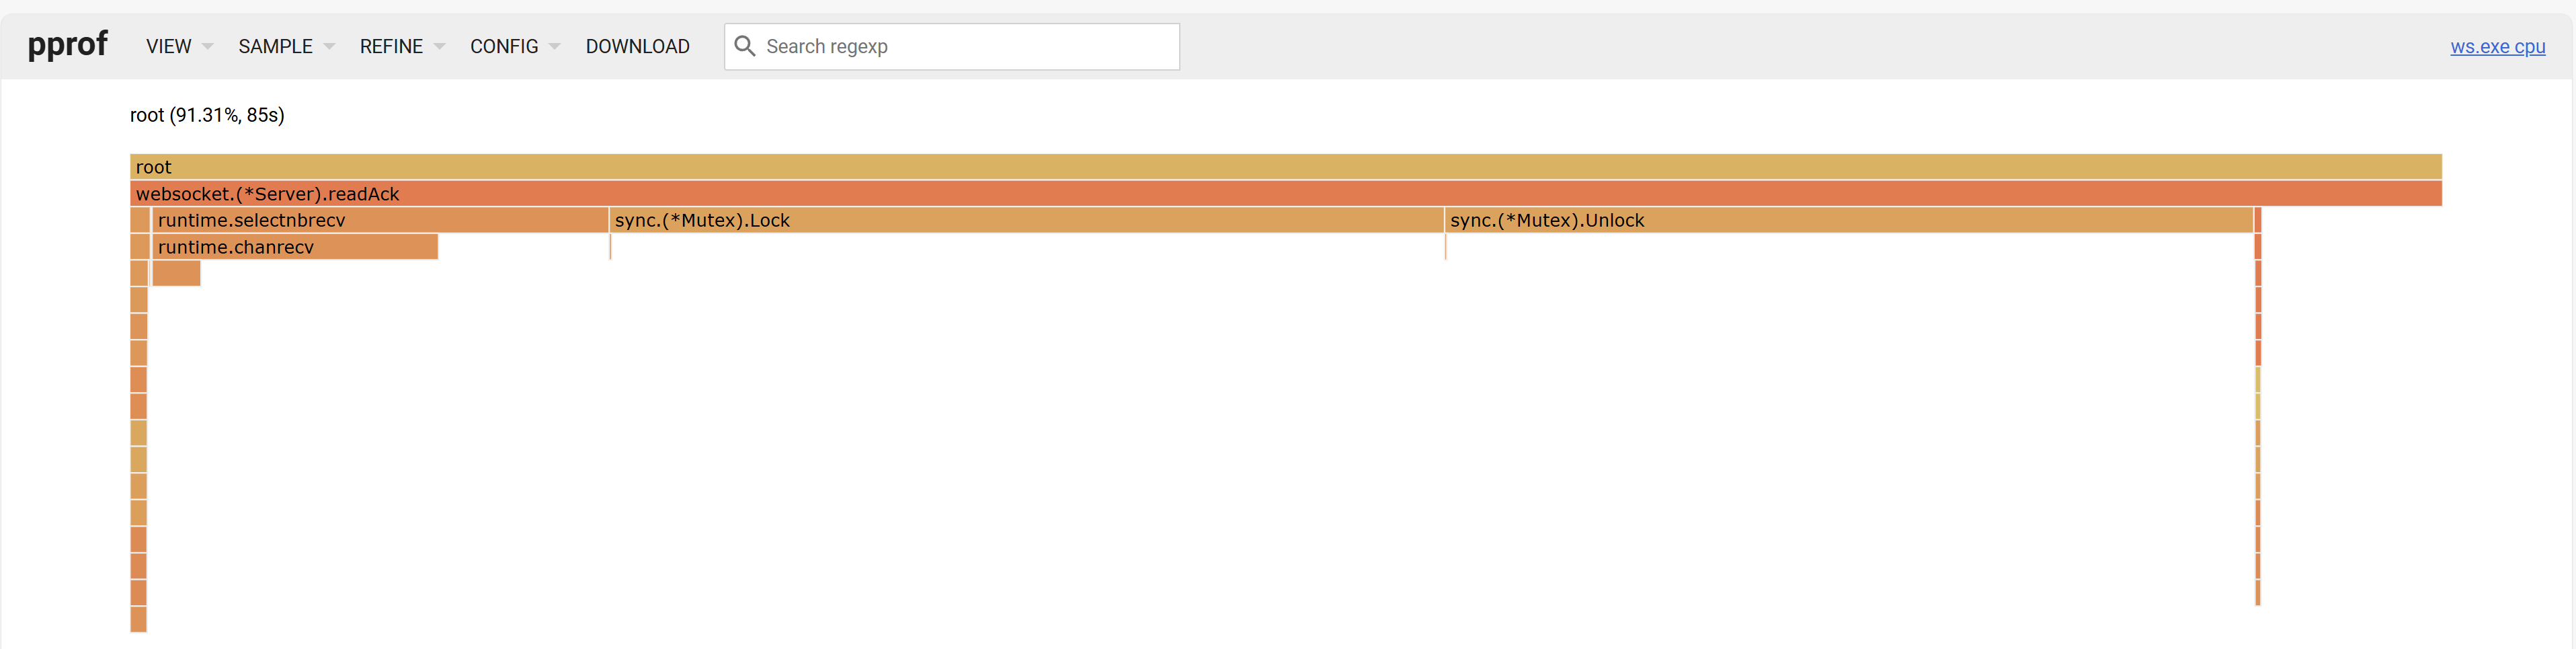 pprof VIEW SAMPLE REFINE CONFIG DOWNLOAD Search regexp ws.exe cpu
root (91.31%, 85s)
root
websocket.(*Server).readAck
runtime.selectnbrecv sync.(*Mutex).Lock sync.(*Mutex).Unlock
runtime.chanrecv